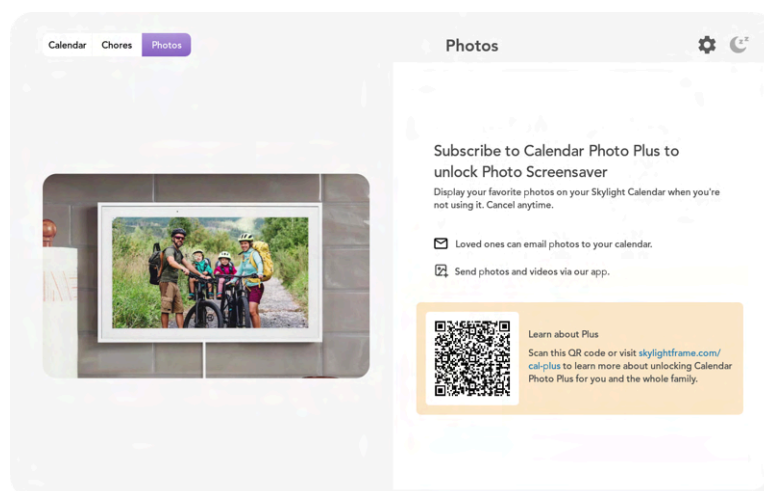 Calendar Chores Photos
Photos
zz
Subscribe to Calendar Photo Plus to
unlock Photo Screensaver
Display your favorite photos on your Skylight Calendar when you're
not using it. Cancel anytime.
Loved ones can email photos to your calendar.
Send photos and videos via our app.
Learn about Plus
Scan this QR code or visit skylightframe.com/
cal-plus to learn more about unlocking Calendar
Photo Plus for you and the whole family.